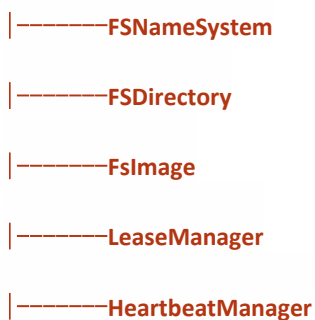 |-------FSNameSystem
|-------FSDirectory
|-------FsImage
|-------LeaseManager
|-------HeartbeatManager